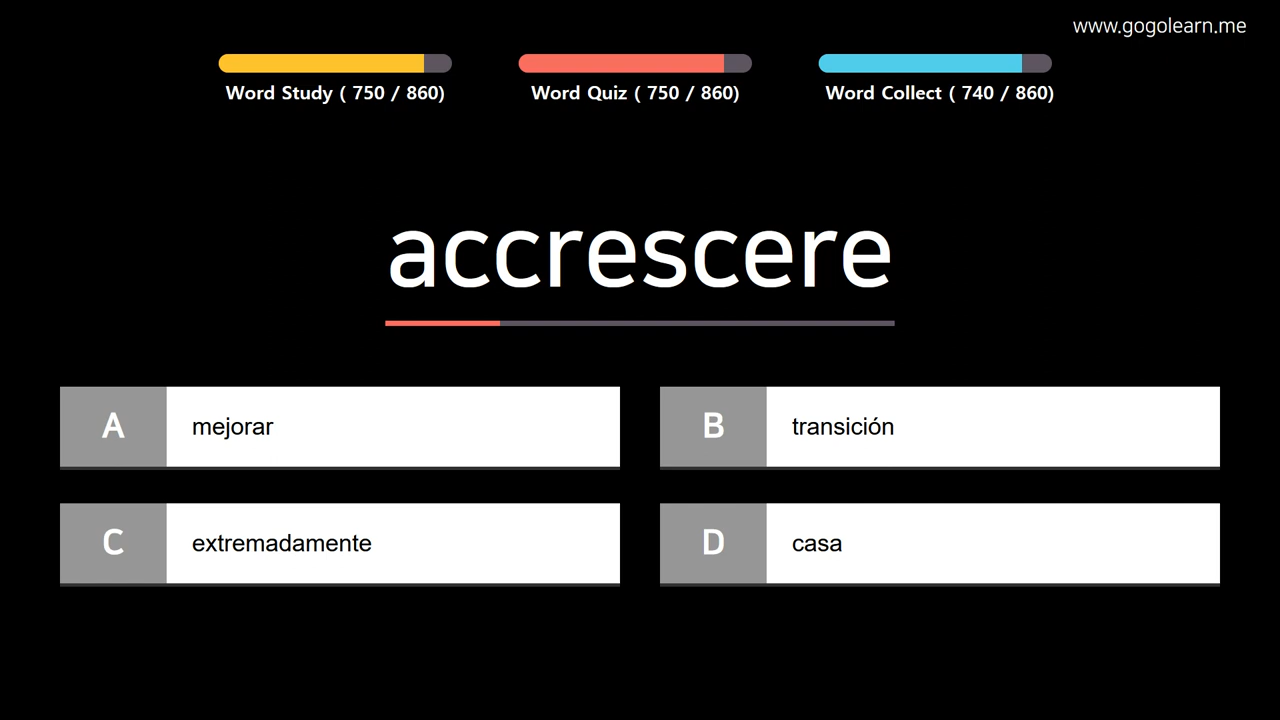 www.gogolearn.me
Word Study ( 750 / 860)
Word Quiz ( 750 / 860)
Word Collect ( 740 / 860)
accrescere
A mejorar
B transición
C extremadamente
D casa